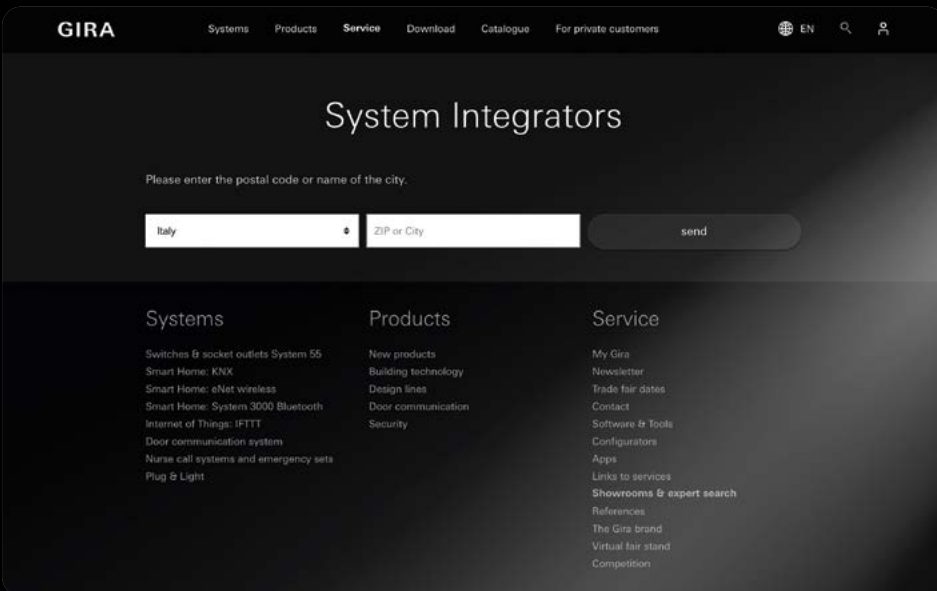 GIRA
Systems Products Service Download Catalogue For private customers EN
System Integrators
Please enter the postal code or name of the city.
Italy ZIP or City send
Systems
Switches & socket outlets System 55
Smart Home: KNX
Smart Home: eNet wireless
Smart Home: System 3000 Bluetooth
Internet of Things: IFTTT
Door communication system
Nurse call systems and emergency sets
Plug & Light
Products
New products
Building technology
Design lines
Door communication
Security
Service
My Gira
Newsletter
Trade fair dates
Contact
Software & Tools
Configurators
Apps
Links to services
Showrooms & expert search
References
The Gira brand
Virtual fair stand
Competition